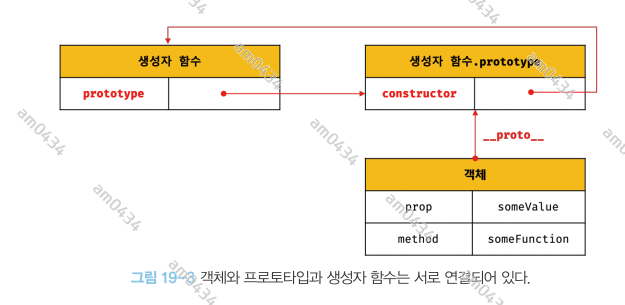 am0434
am0434
생성자 함수
생성자 함수.prototype
am0434
am0434
prototype
constructor
am0434
am0434
am0434
__proto__
객체
am0434
am0434
prop
someValue
method
someFunction
그림 19-3 객체와 프로토타입과 생성자 함수는 서로 연결되어 있다.
am0434
am0434